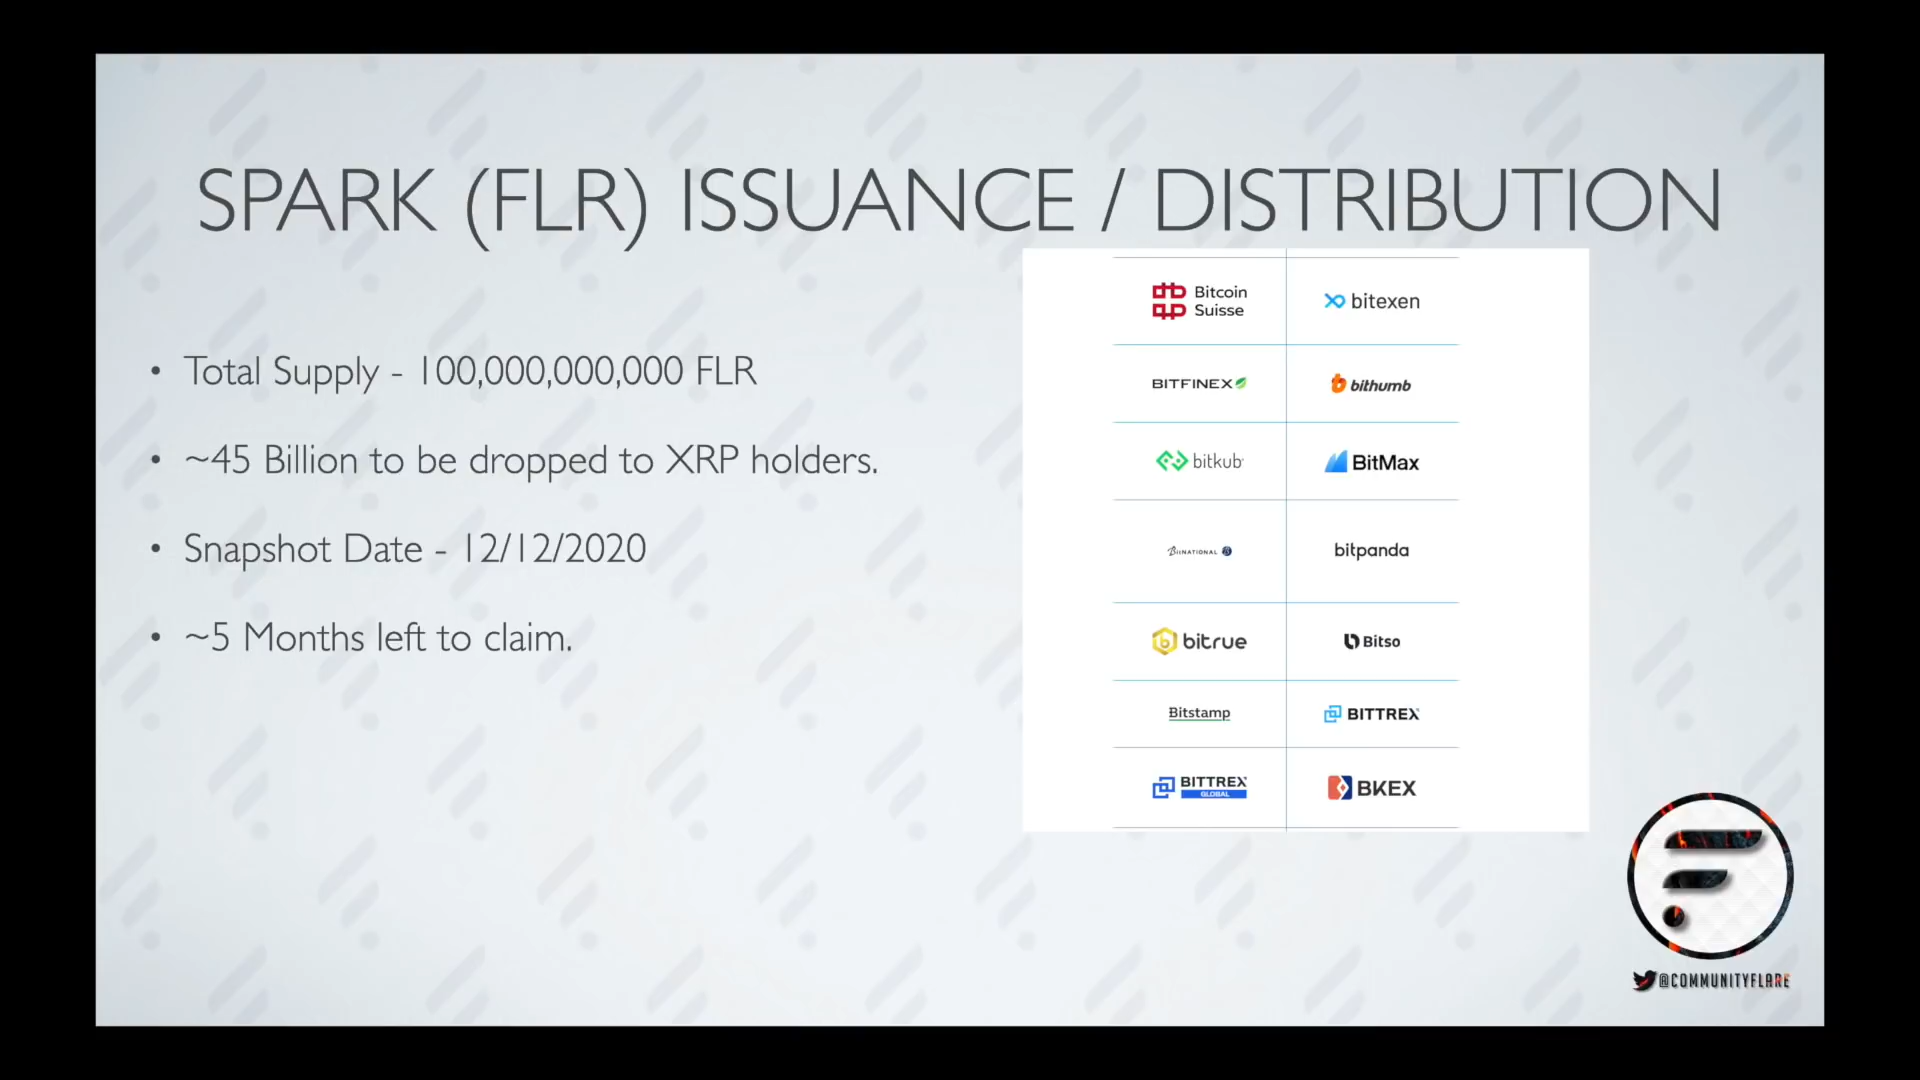 SPARK (FLR) ISSUANCE / DISTRIBUTION
• Total Supply - 100,000,000,000 FLR
• ~45 Billion to be dropped to XRP holders.
• Snapshot Date - 12/12/2020
• ~5 Months left to claim.
Bitcoin
Suisse
bitexen
BITFINEX
bithumb
bitkub
BitMax
BiiNATIONAL
bitpanda
bitrue
Bitso
Bitstamp
BITTREX
BITTREX
GLOBAL
BKEX
@COMMUNITYFLARE